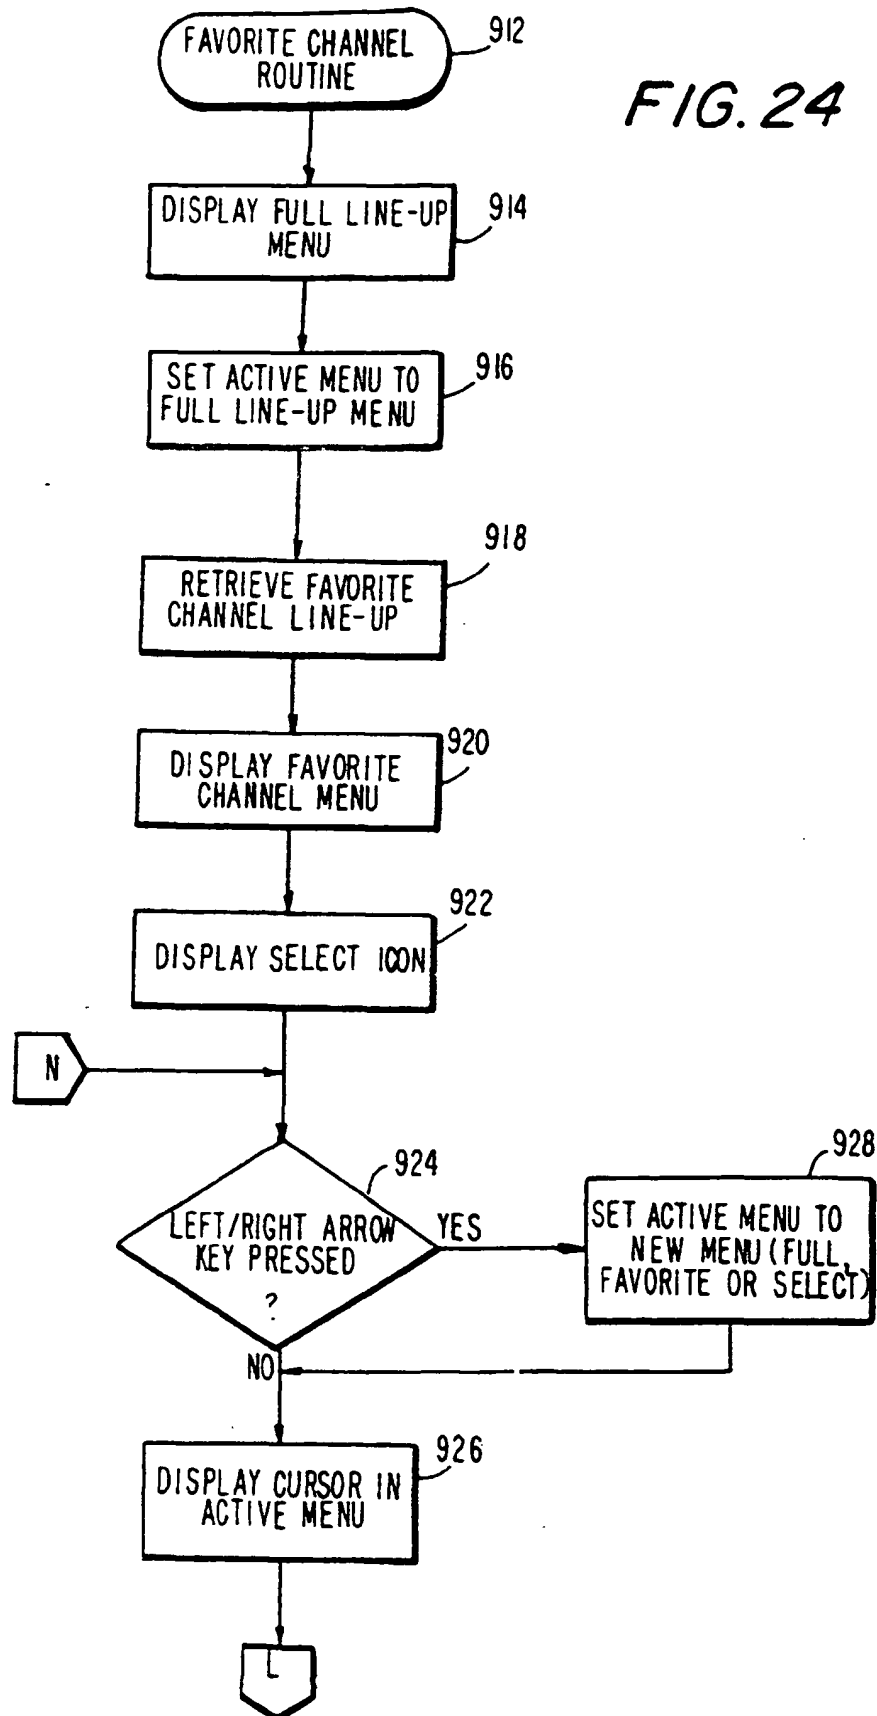 FAVORITE CHANNEL
ROUTINE
912
FIG. 24
DISPLAY FULL LINE-UP
MENU
914
SET ACTIVE MENU TO
FULL LINE-UP MENU
916
RETRIEVE FAVORITE
CHANNEL LINE-UP
918
DISPLAY FAVORITE
CHANNEL MENU
920
DISPLAY SELECT ICON
922
N
LEFT/RIGHT ARROW
KEY PRESSED
?
924
YES
SET ACTIVE MENU TO
NEW MENU (FULL,
FAVORITE OR SELECT)
928
NO
DISPLAY CURSOR IN
ACTIVE MENU
926
L